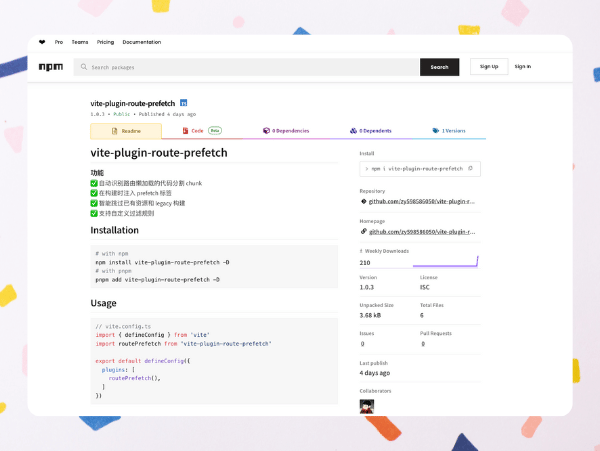 Pro Teams Pricing Documentation
npm Search packages Search Sign Up Sign In
vite-plugin-route-prefetch TS
1.0.3 • Public • Published 4 days ago
Readme Code Beta 0 Dependencies 0 Dependents 1 Versions
vite-plugin-route-prefetch
功能
✅ 自动识别路由懒加载的代码分割 chunk
✅ 在构建时注入 prefetch 标签
✅ 智能跳过已有资源和 legacy 构建
✅ 支持自定义过滤规则
Installation
# with npm
npm install vite-plugin-route-prefetch -D
# with pnpm
pnpm add vite-plugin-route-prefetch -D
Usage
// vite.config.ts
import { defineConfig } from 'vite'
import routePrefetch from "vite-plugin-route-prefetch"
export default defineConfig({
plugins: [
routePrefetch(),
]
})
Install
> npm i vite-plugin-route-prefetch
Repository
github.com/zy598586050/vite-plugin-r...
Homepage
github.com/zy598586050/vite-plugin-r...
Weekly Downloads
210
Version License
1.0.3 ISC
Unpacked Size Total Files
3.68 kB 6
Issues Pull Requests
0 0
Last publish
4 days ago
Collaborators